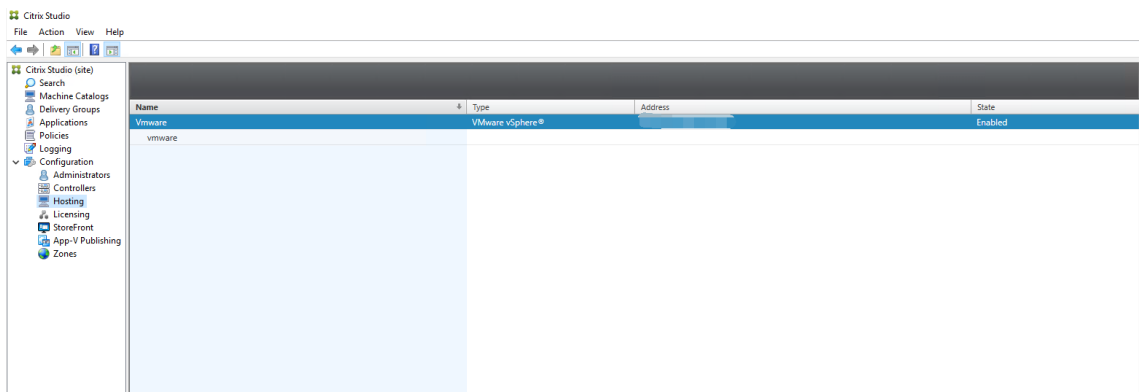 Citrix Studio
File Action View Help
Citrix Studio (site)
Search
Machine Catalogs
Delivery Groups
Applications
Policies
Logging
Configuration
Administrators
Controllers
Hosting
Licensing
StoreFront
App-V Publishing
Zones
Name Type Address State
Vmware VMware vSphere® Enabled
vmware